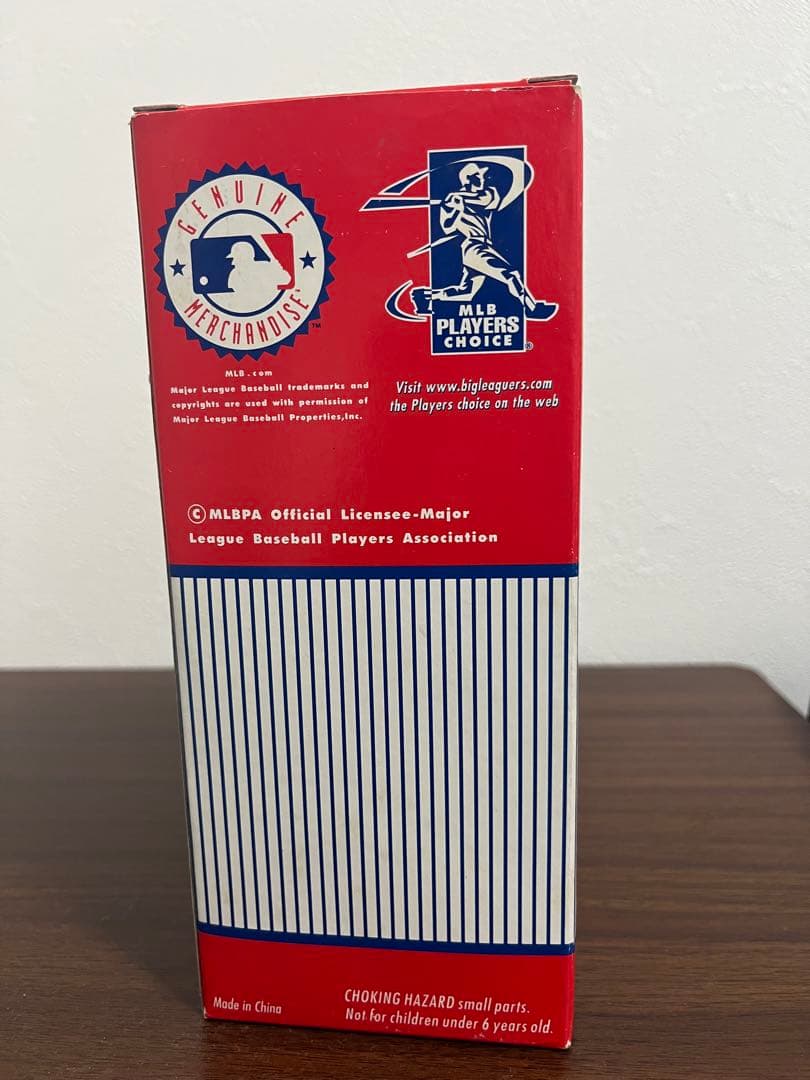 GENUINE
MERCHANDISE™
MLB
PLAYERS
CHOICE®
MLB.com
Major League Baseball trademarks and
copyrights are used with permission of
Major League Baseball Properties,Inc.
Visit www.bigleaguers.com
the Players choice on the web
©MLBPA Official Licensee-Major
League Baseball Players Association
Made in China
CHOKING HAZARD small parts.
Not for children under 6 years old.